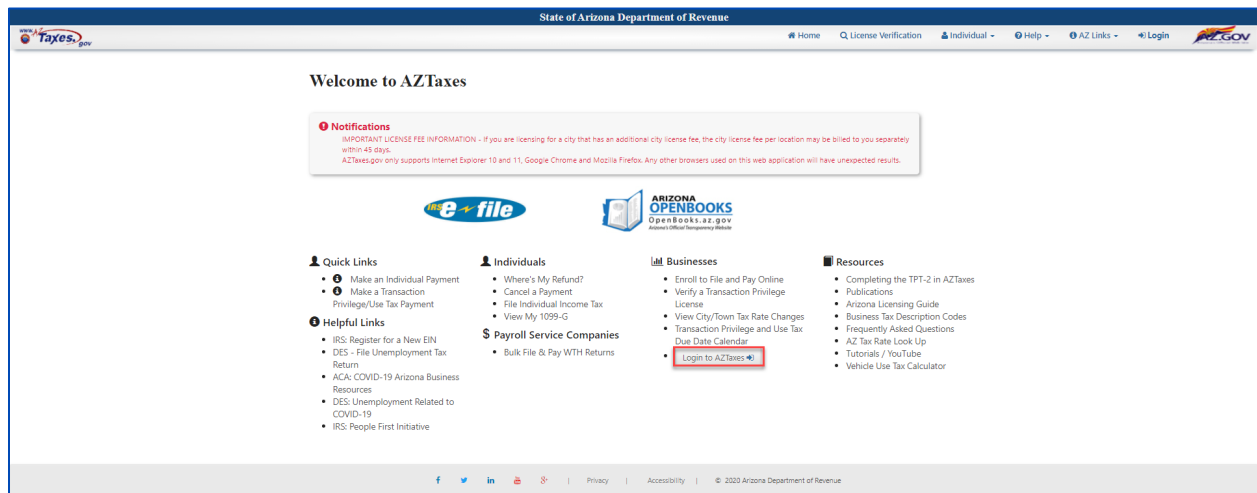 State of Arizona Department of Revenue
www.AZTaxes.gov
Home
License Verification
Individual
Help
AZ Links
Login
AZ.GOV
Welcome to AZTaxes
Notifications
IMPORTANT LICENSE FEE INFORMATION - If you are licensing for a city that has an additional city license fee, the city license fee per location may be billed to you separately
within 45 days.
AZTaxes.gov only supports Internet Explorer 10 and 11, Google Chrome and Mozilla Firefox. Any other browsers used on this web application will have unexpected results.
IRS e file
ARIZONA
OPENBOOKS
OpenBooks.az.gov
Arizona's Official Transparency Website
Quick Links
Make an Individual Payment
Make a Transaction
Privilege/Use Tax Payment
Helpful Links
IRS: Register for a New EIN
DES - File Unemployment Tax
Return
ACA: COVID-19 Arizona Business
Resources
DES: Unemployment Related to
COVID-19
IRS: People First Initiative
Individuals
Where's My Refund?
Cancel a Payment
File Individual Income Tax
View My 1099-G
Payroll Service Companies
Bulk File & Pay WTH Returns
Businesses
Enroll to File and Pay Online
Verify a Transaction Privilege
License
View City/Town Tax Rate Changes
Transaction Privilege and Use Tax
Due Date Calendar
Login to AZTaxes
Resources
Completing the TPT-2 in AZTaxes
Publications
Arizona Licensing Guide
Business Tax Description Codes
Frequently Asked Questions
AZ Tax Rate Look Up
Tutorials / YouTube
Vehicle Use Tax Calculator
| Privacy | Accessibility | © 2020 Arizona Department of Revenue